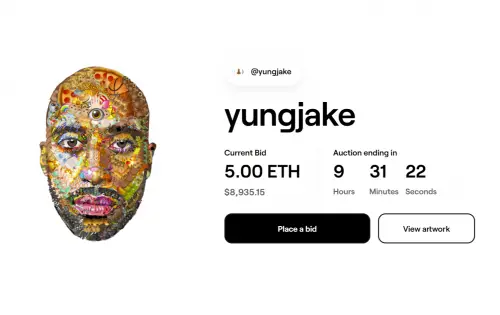 @yungjake
yungjake
Current Bid
Auction ending in
5.00 ETH
9 31 22
$8,935.15
Hours Minutes Seconds
Place a bid
View artwork